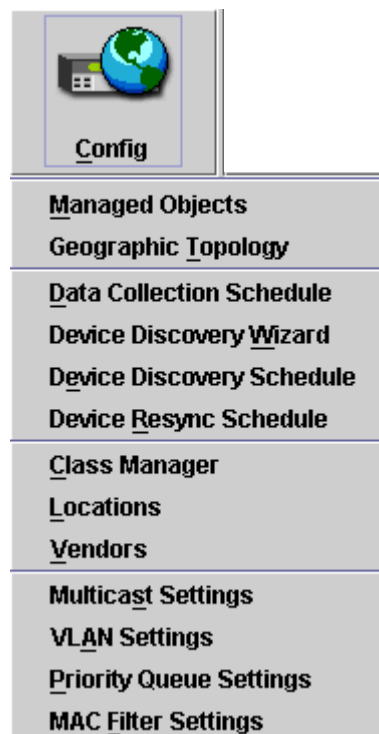 Config
Managed Objects
Geographic Topology
Data Collection Schedule
Device Discovery Wizard
Device Discovery Schedule
Device Resync Schedule
Class Manager
Locations
Vendors
Multicast Settings
VLAN Settings
Priority Queue Settings
MAC Filter Settings